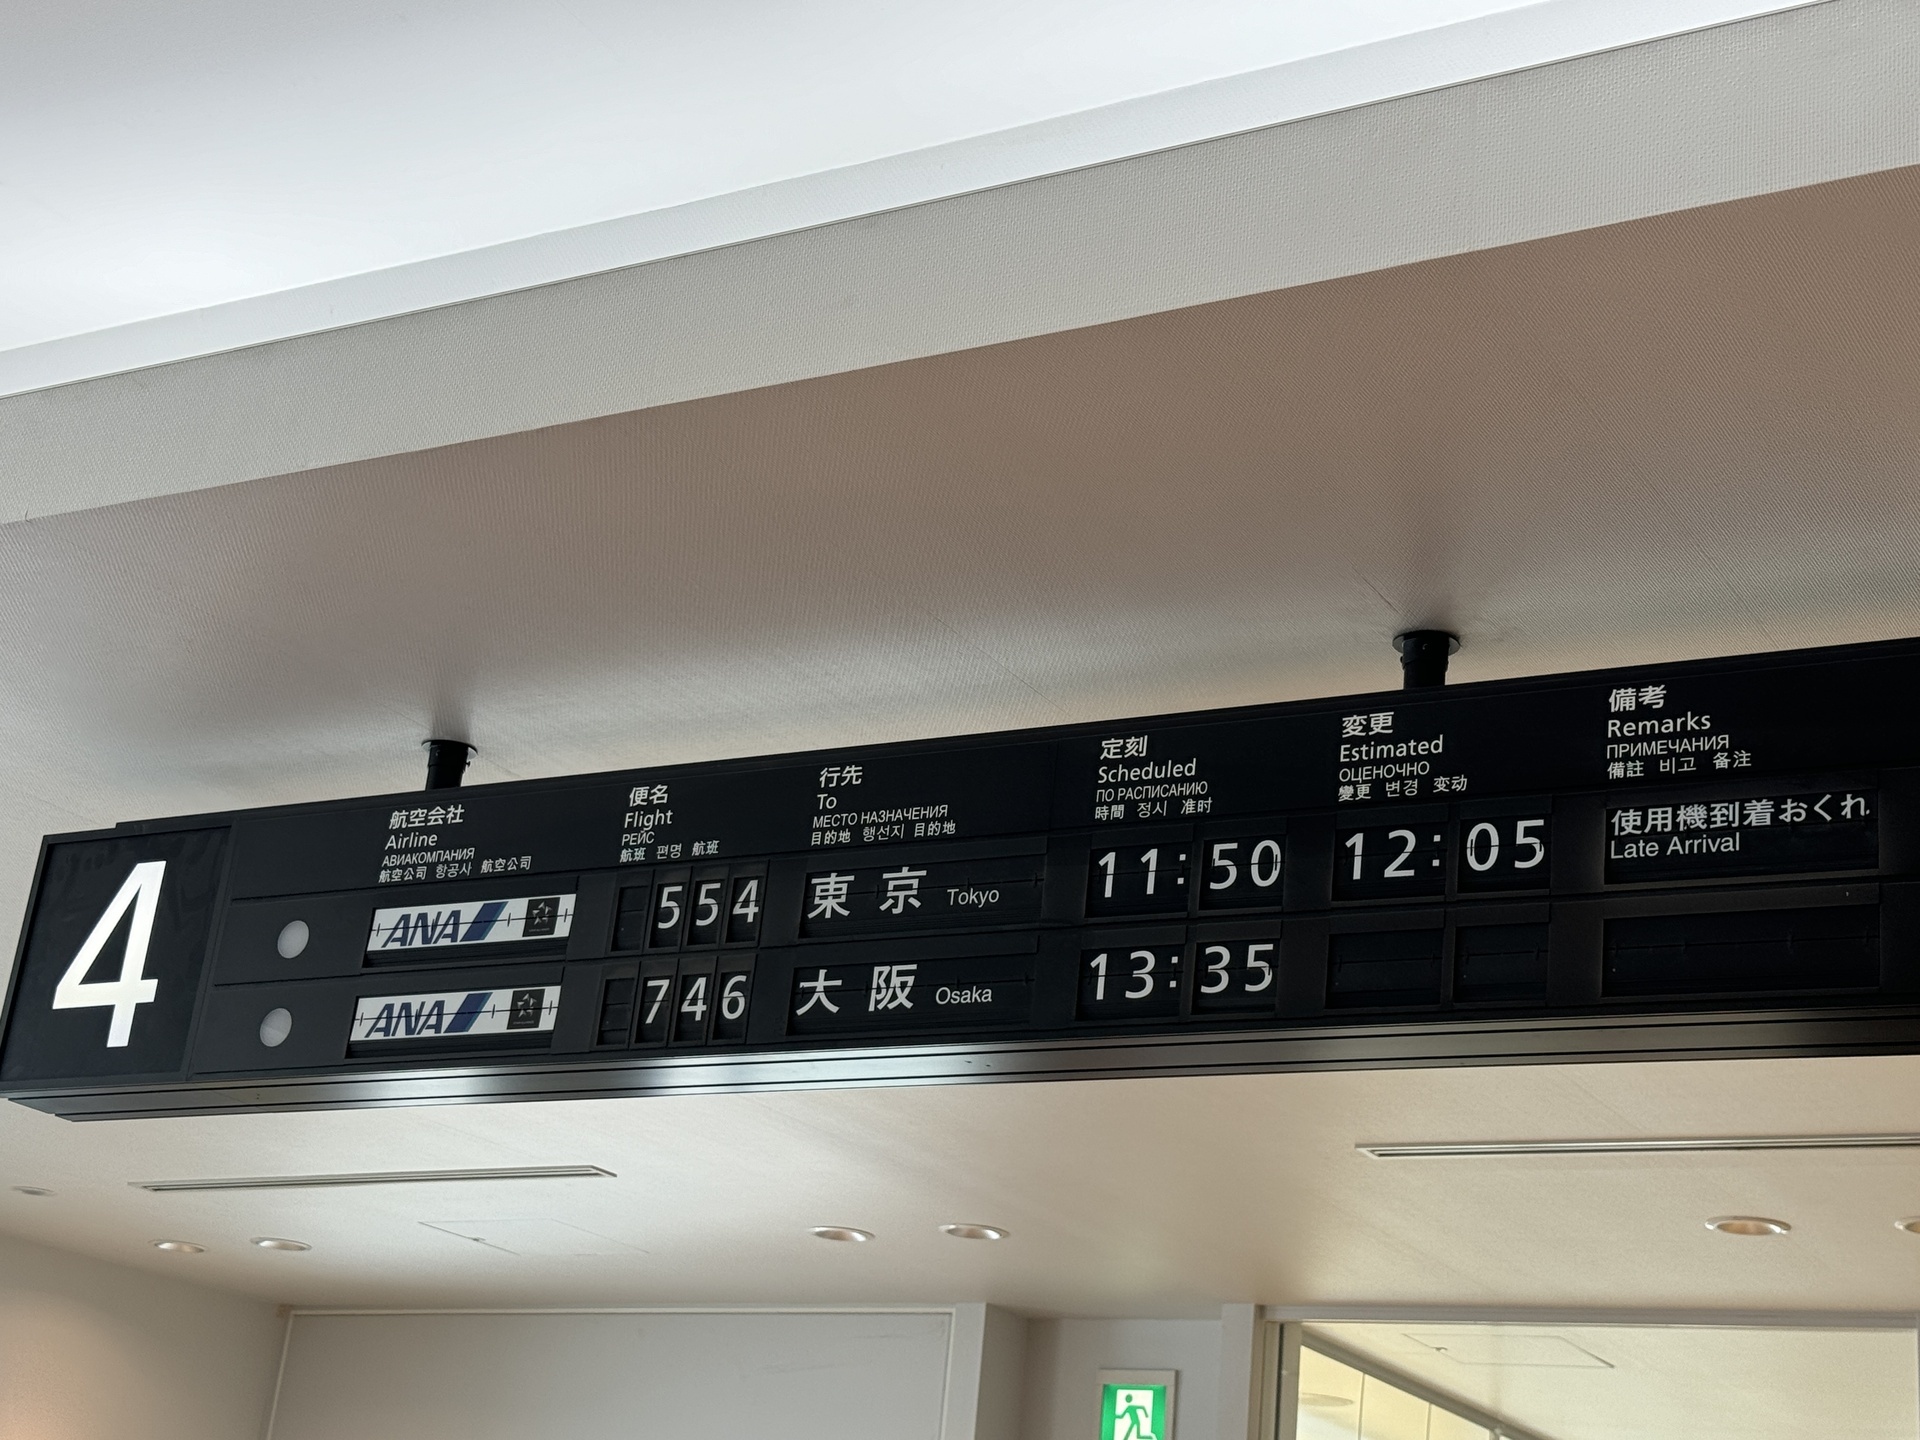 4
航空会社
Airline
АВИАКОМПАНИЯ
航空公司 항공사 航空公司
便名
Flight
РЕЙС
航班 편명 航班
行先
To
МЕСТО НАЗНАЧЕНИЯ
目的地 행선지 目的地
定刻
Scheduled
ПО РАСПИСАНИЮ
時間 정시 准时
変更
Estimated
ОЦЕНОЧНО
變更 변경 变动
備考
Remarks
ПРИМЕЧАНИЯ
備註 비고 备注
ANA 554 東京 Tokyo 11:50 12:05 使用機到着おくれ
Late Arrival
ANA 746 大阪 Osaka 13:35